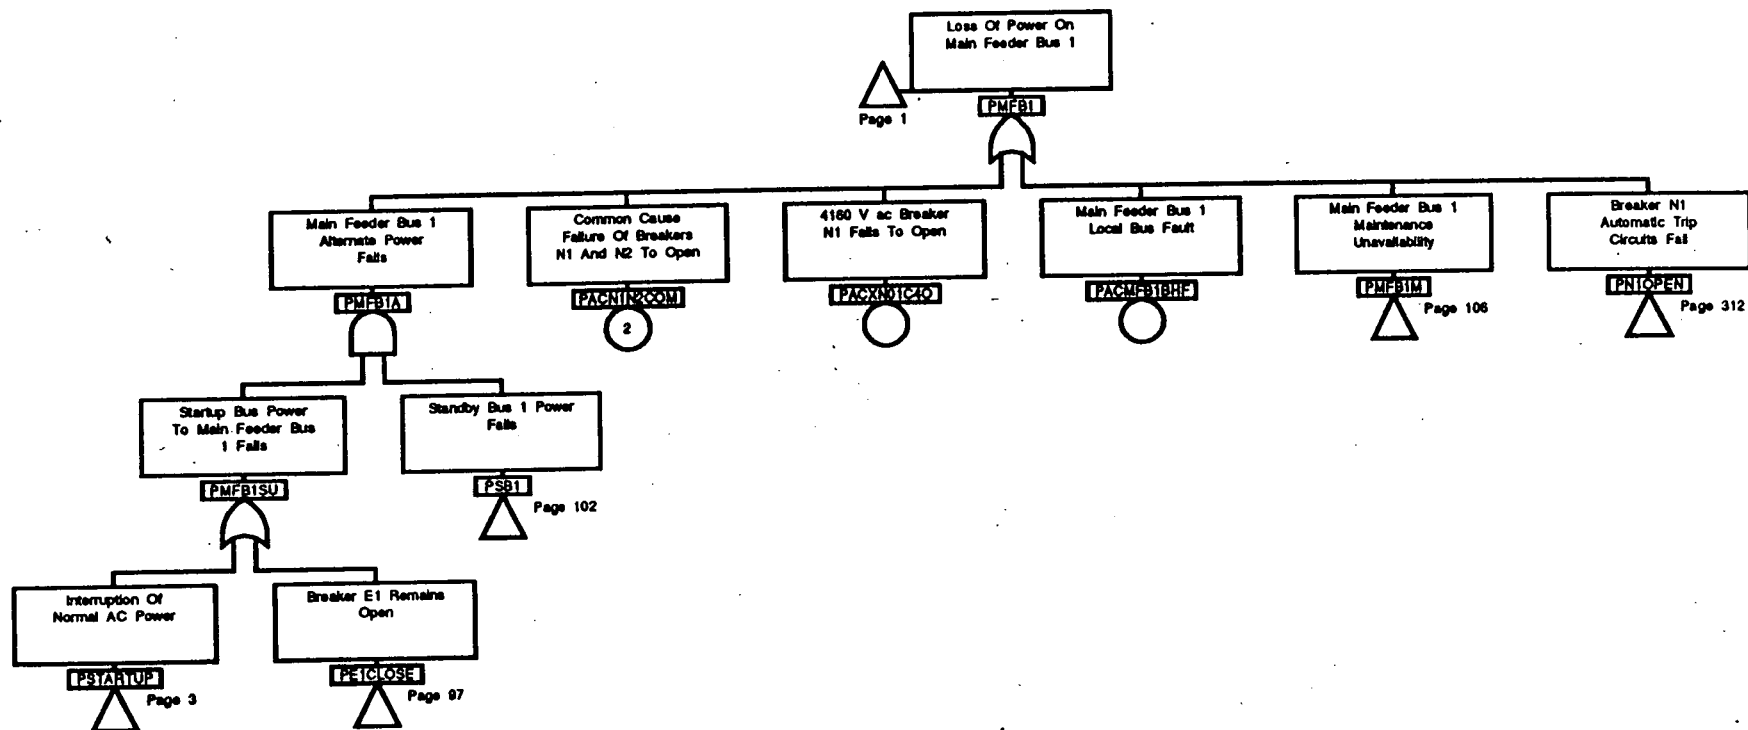 Loss Of Power On
Main Feeder Bus 1
Page 1
PMFB1
Main Feeder Bus 1
Alternate Power
Fails
PMFB1A
Common Cause
Failure Of Breakers
N1 And N2 To Open
PACN1N2COM
2
4160 V ac Breaker
N1 Fails To Open
PACXN01C4O
Main Feeder Bus 1
Local Bus Fault
PACMFB1BHF
Main Feeder Bus 1
Maintenance
Unavailability
PMFB1M
Page 106
Breaker N1
Automatic Trip
Circuits Fail
PN1OPEN
Page 312
Startup Bus Power
To Main Feeder Bus
1 Fails
PMFB1SU
Standby Bus 1 Power
Fails
PSB1
Page 102
Interruption Of
Normal AC Power
PSTARTUP
Page 3
Breaker E1 Remains
Open
PE1CLOSE
Page 97